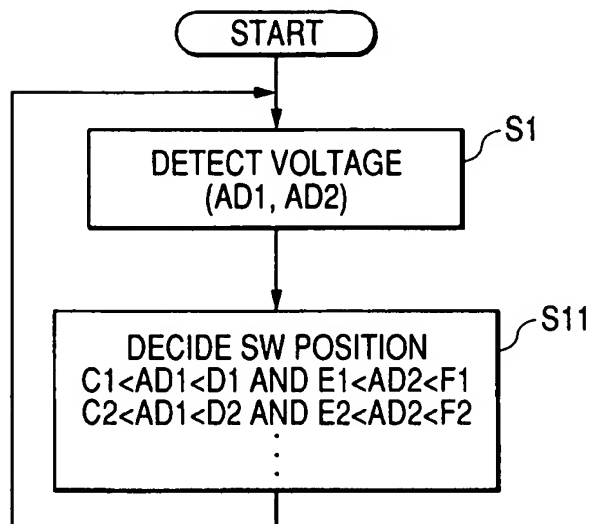 START
DETECT VOLTAGE
(AD1, AD2)
S1
DECIDE SW POSITION
C1<AD1<D1 AND E1<AD2<F1
C2<AD1<D2 AND E2<AD2<F2
S11